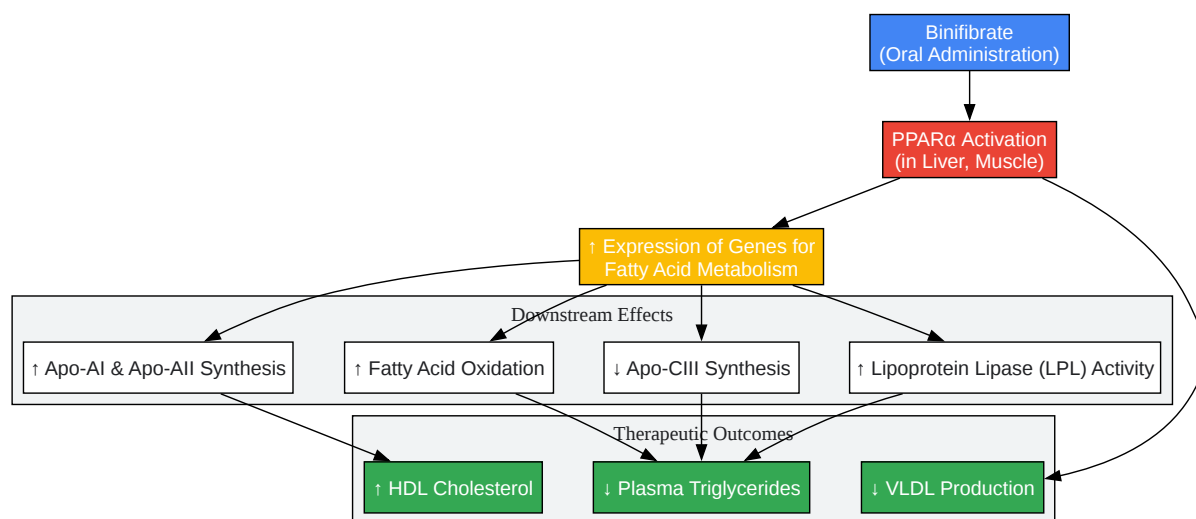 Binifibrate
(Oral Administration)
PPARα Activation
(in Liver, Muscle)
↑ Expression of Genes for
Fatty Acid Metabolism
Downstream Effects
↑ Apo-AI & Apo-AII Synthesis
↑ Fatty Acid Oxidation
↓ Apo-CIII Synthesis
↑ Lipoprotein Lipase (LPL) Activity
Therapeutic Outcomes
↑ HDL Cholesterol
↓ Plasma Triglycerides
↓ VLDL Production